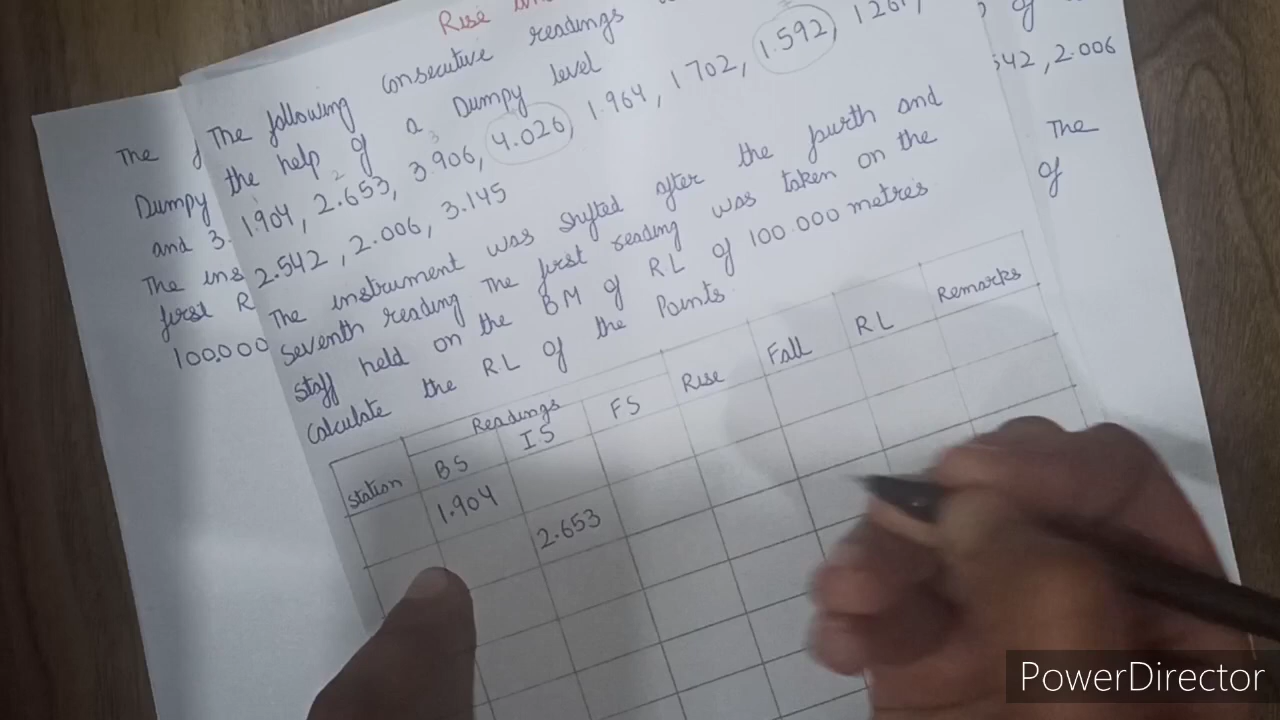 Rise
The following consecutive readings
the help of a Dumpy level
1.904, 2.653, 3.906, 4.026, 1.964, 1702, 1.592, 1261,
2.542, 2.006, 3.145
The instrument was shifted after the fourth and
seventh reading The first reading was taken on the
staff held on the BM of RL of 100.000 metres
calculate the RL of the Points.
Station Readings Rise Fall RL Remarks
BS IS FS
1.904
2.653
The
Dumpy
and 3.
The ins
first R
100.000
of
542, 2.006
The
of
PowerDirector